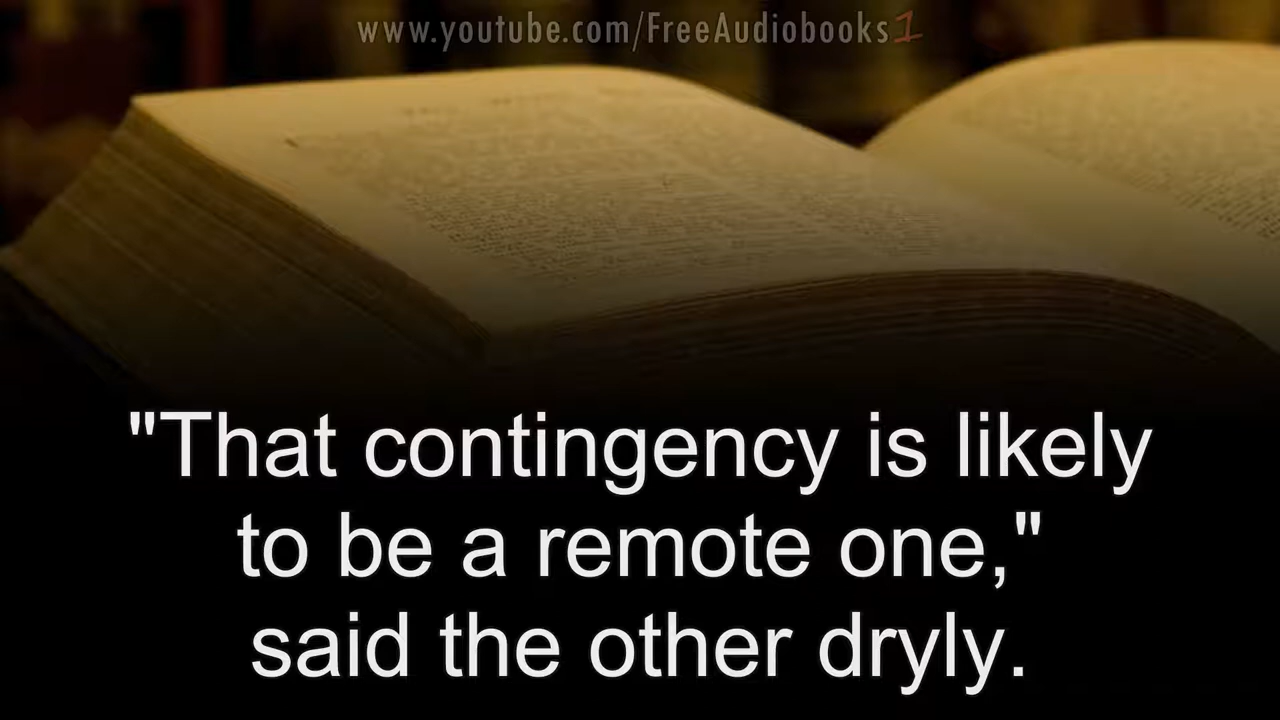 www.youtube.com/FreeAudiobooks1
"That contingency is likely
to be a remote one,"
said the other dryly.